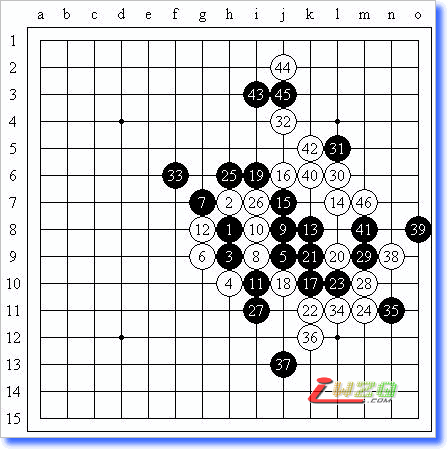 a b c d e f g h i j k l m n o
1
2 44
3 43 45
4 32
5 42 31
6 33 25 19 16 40 30
7 7 2 26 15 14 46
8 12 1 10 9 13 41 39
9 6 3 8 5 21 20 29 38
10 4 11 18 17 23 28
11 27 22 34 24 35
12 36
13 37
14 iWZQ
.COM
15